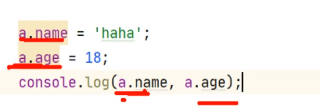 a.name = 'haha';
a.age = 18;
console.log(a.name, a.age);